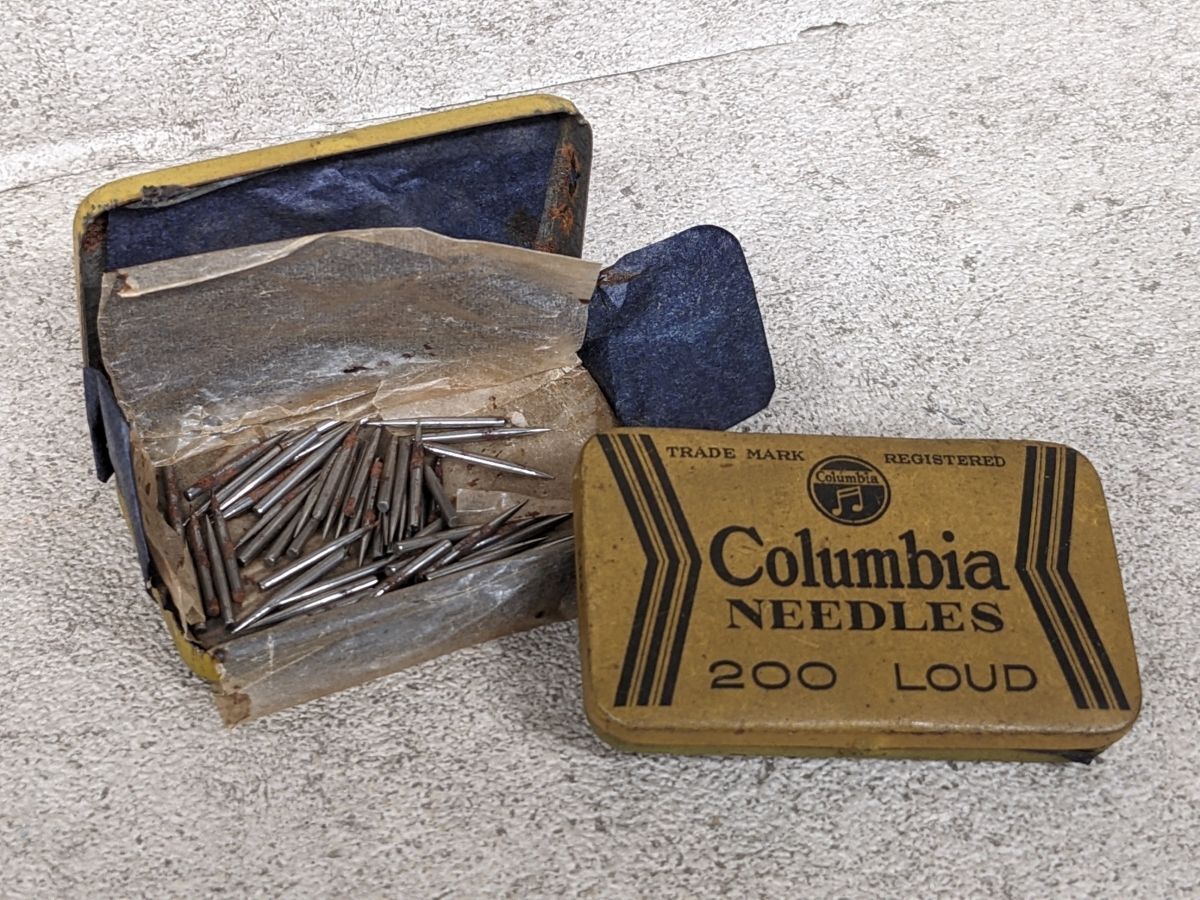 TRADE MARK REGISTERED
Columbia
Columbia
NEEDLES
200 LOUD